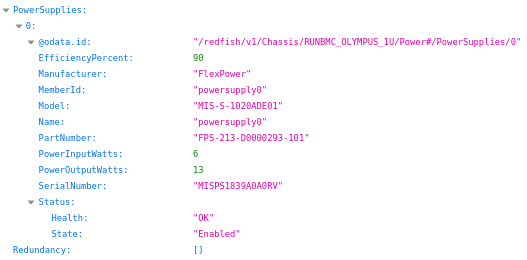 PowerSupplies:
0:
@odata.id: "/redfish/v1/Chassis/RUNBMC_OLYMPUS_1U/Power#/PowerSupplies/0"
EfficiencyPercent: 90
Manufacturer: "FlexPower"
MemberId: "powersupply0"
Model: "MIS-S-1020ADE01"
Name: "powersupply0"
PartNumber: "FPS-213-D0000293-101"
PowerInputWatts: 6
PowerOutputWatts: 13
SerialNumber: "MISPS1839A0A0RV"
Status:
Health: "OK"
State: "Enabled"
Redundancy: []